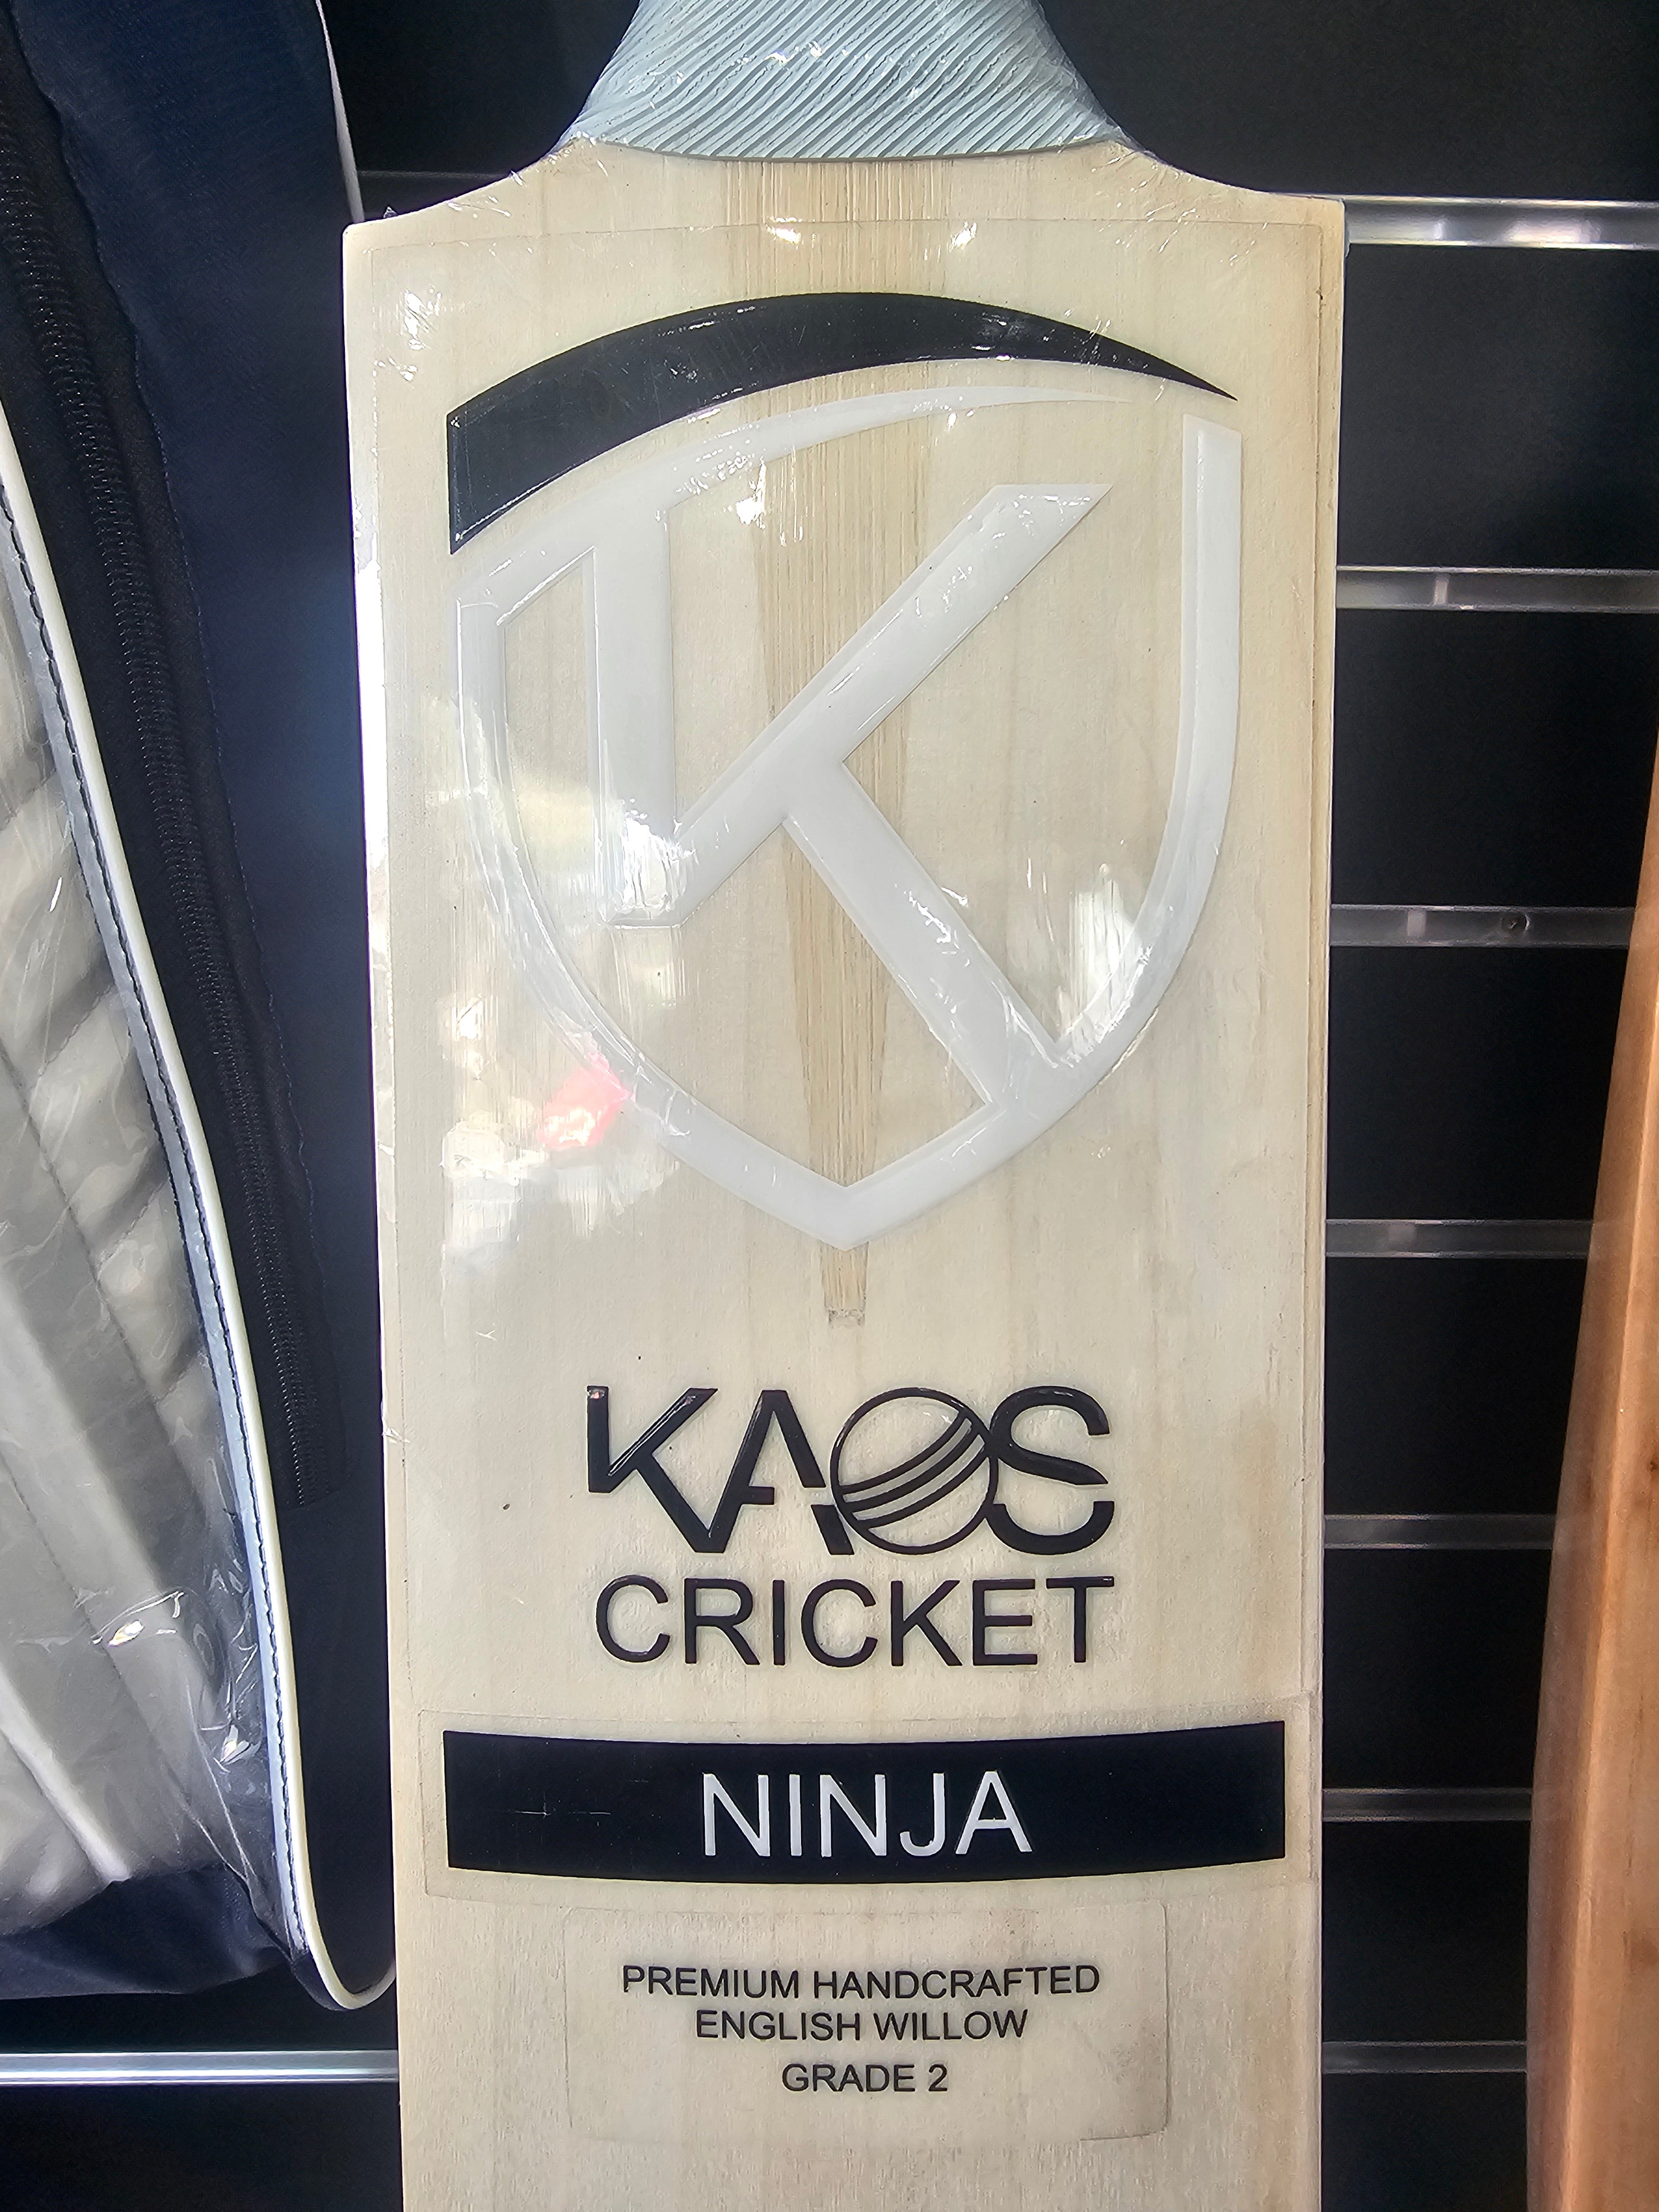 K
KAOS
CRICKET
NINJA
PREMIUM HANDCRAFTED
ENGLISH WILLOW
GRADE 2